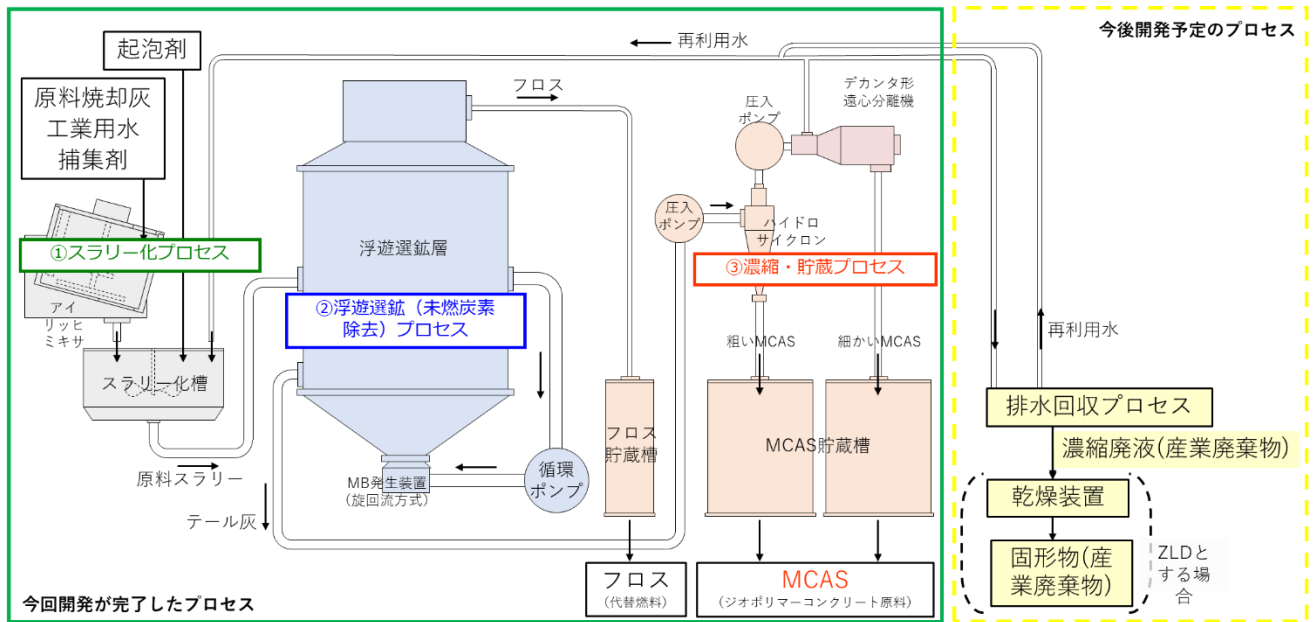 今後開発予定のプロセス
再利用水
起泡剤
原料焼却灰
工業用水
捕集剤
フロス
圧入
ポンプ
デカンタ形
遠心分離機
圧入
ポンプ
ハイドロ
サイクロン
浮遊選鉱層
①スラリー化プロセス
②浮遊選鉱（未燃炭素
除去）プロセス
③濃縮・貯蔵プロセス
アイ
リッヒ
ミキサ
スラリー化槽
粗いMCAS
細かいMCAS
再利用水
フロス
貯蔵槽
MCAS貯蔵槽
原料スラリー
テール灰
MB発生装置
（旋回流方式）
循環
ポンプ
排水回収プロセス
濃縮廃液(産業廃棄物)
乾燥装置
固形物(産
業廃棄物)
ZLDと
する場
合
フロス
（代替燃料）
MCAS
（ジオポリマーコンクリート原料）
今回開発が完了したプロセス